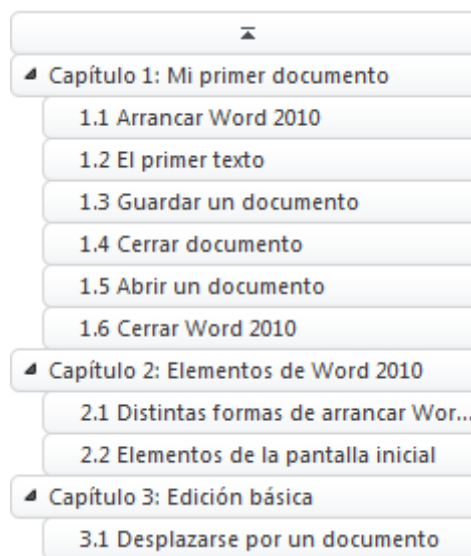 Capítulo 1: Mi primer documento
1.1 Arrancar Word 2010
1.2 El primer texto
1.3 Guardar un documento
1.4 Cerrar documento
1.5 Abrir un documento
1.6 Cerrar Word 2010
Capítulo 2: Elementos de Word 2010
2.1 Distintas formas de arrancar Wor...
2.2 Elementos de la pantalla inicial
Capítulo 3: Edición básica
3.1 Desplazarse por un documento